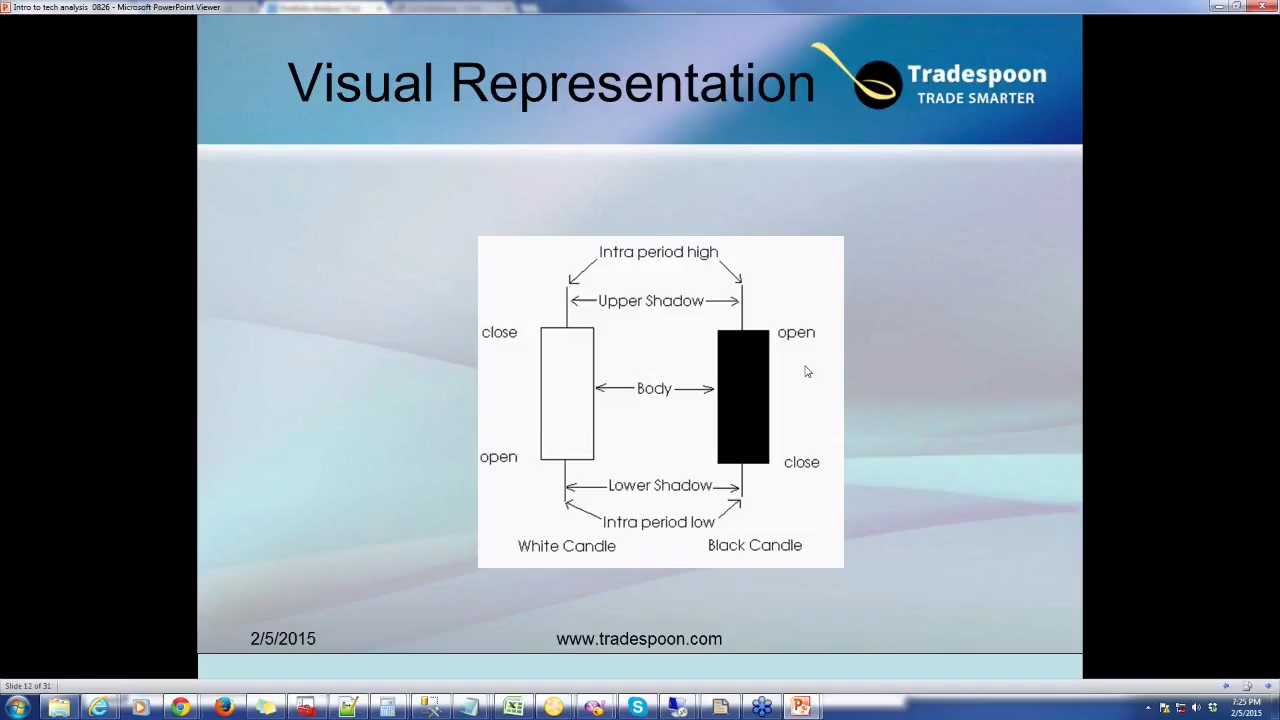 Intro to tech analysis 0826 - Microsoft PowerPoint Viewer
Visual Representation
Tradespoon
TRADE SMARTER
Intra period high
Upper Shadow
close
open
Body
open
close
Lower Shadow
Intra period low
White Candle
Black Candle
2/5/2015
www.tradespoon.com
Slide 12 of 31
7:25 PM
2/5/2015